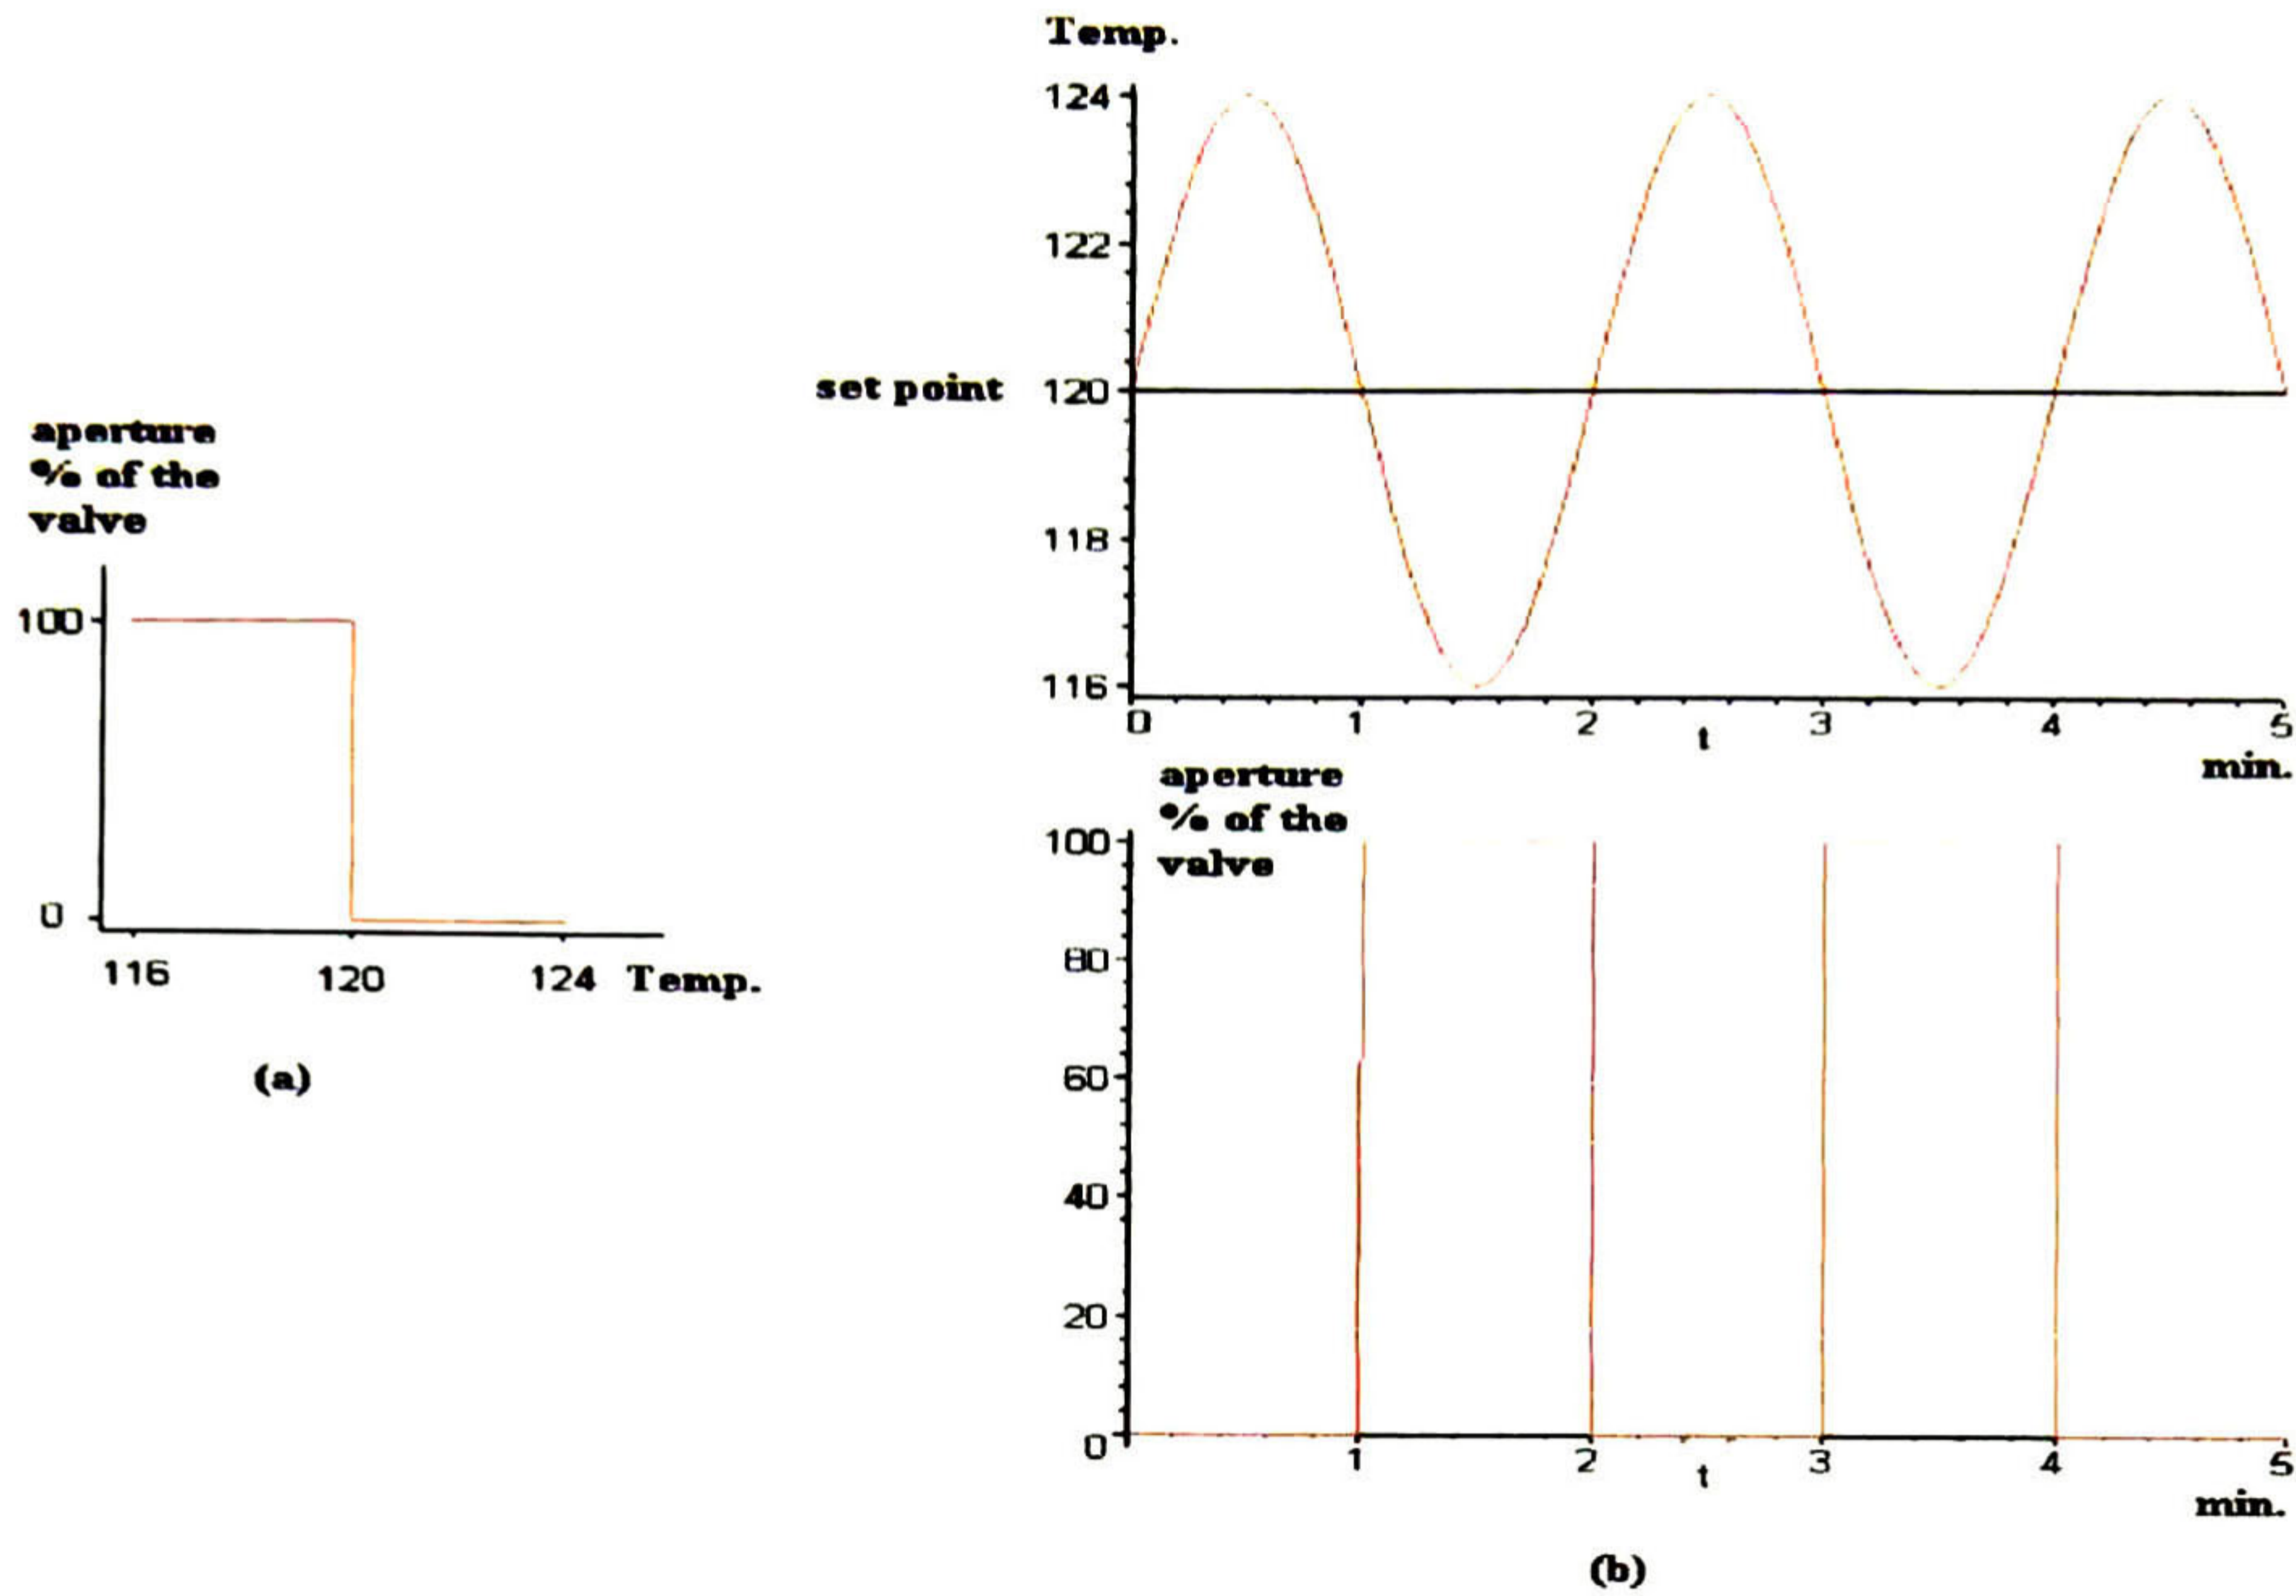 aperture
% of the
valve
100
0
116
120
124
Temp.
(a)
Temp.
124
122
set point
120
118
116
0
1
2
3
4
5
t
min.
aperture
% of the
valve
100
80
60
40
20
0
1
2
3
4
5
t
min.
(b)